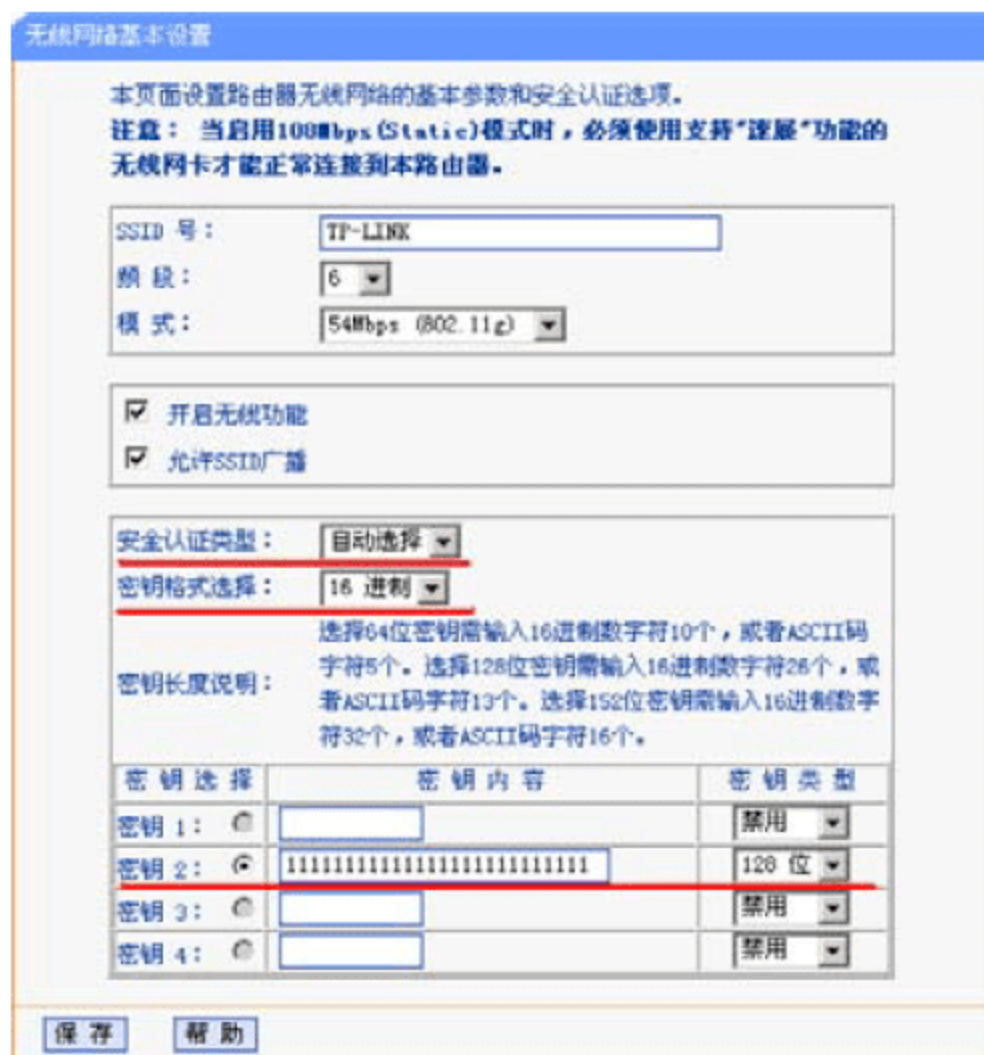 无线网络基本设置
本页面设置路由器无线网络的基本参数和安全认证选项。
注意： 当启用108Mbps(Static)模式时，必须使用支持"速展"功能的
无线网卡才能正常连接到本路由器。
SSID 号： TP-LINK
频 段： 6
模 式： 54Mbps (802.11g)
开启无线功能
允许SSID广播
安全认证类型： 自动选择
密钥格式选择： 16 进制
选择64位密钥需输入16进制数字符10个，或者ASCII码
字符5个。选择128位密钥需输入16进制数字符26个，或
密钥长度说明：
者ASCII码字符13个。选择152位密钥需输入16进制数字
符32个，或者ASCII码字符16个。
密 钥 选 择 密 钥 内 容 密 钥 类 型
密钥 1： 禁用
密钥 2： 11111111111111111111111111 128 位
密钥 3： 禁用
密钥 4： 禁用
保 存 帮 助